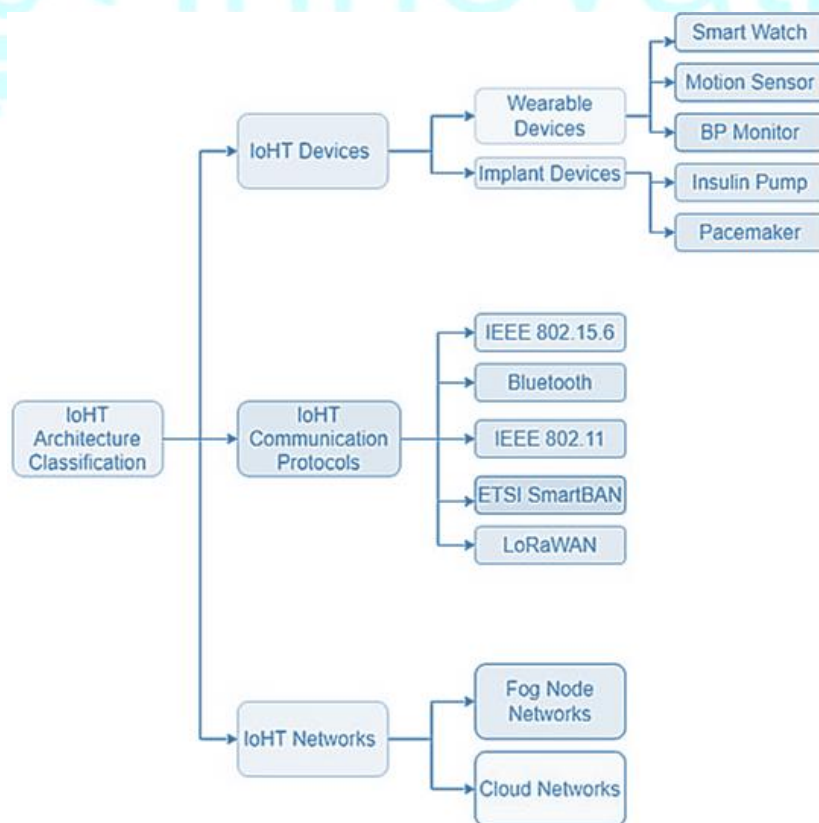 Smart Watch
Motion Sensor
Wearable
Devices
BP Monitor
IoHT Devices
Implant Devices
Insulin Pump
Pacemaker
IEEE 802.15.6
Bluetooth
IoHT
Architecture
Classification
IoHT
Communication
Protocols
IEEE 802.11
ETSI SmartBAN
LoRaWAN
Fog Node
Networks
IoHT Networks
Cloud Networks